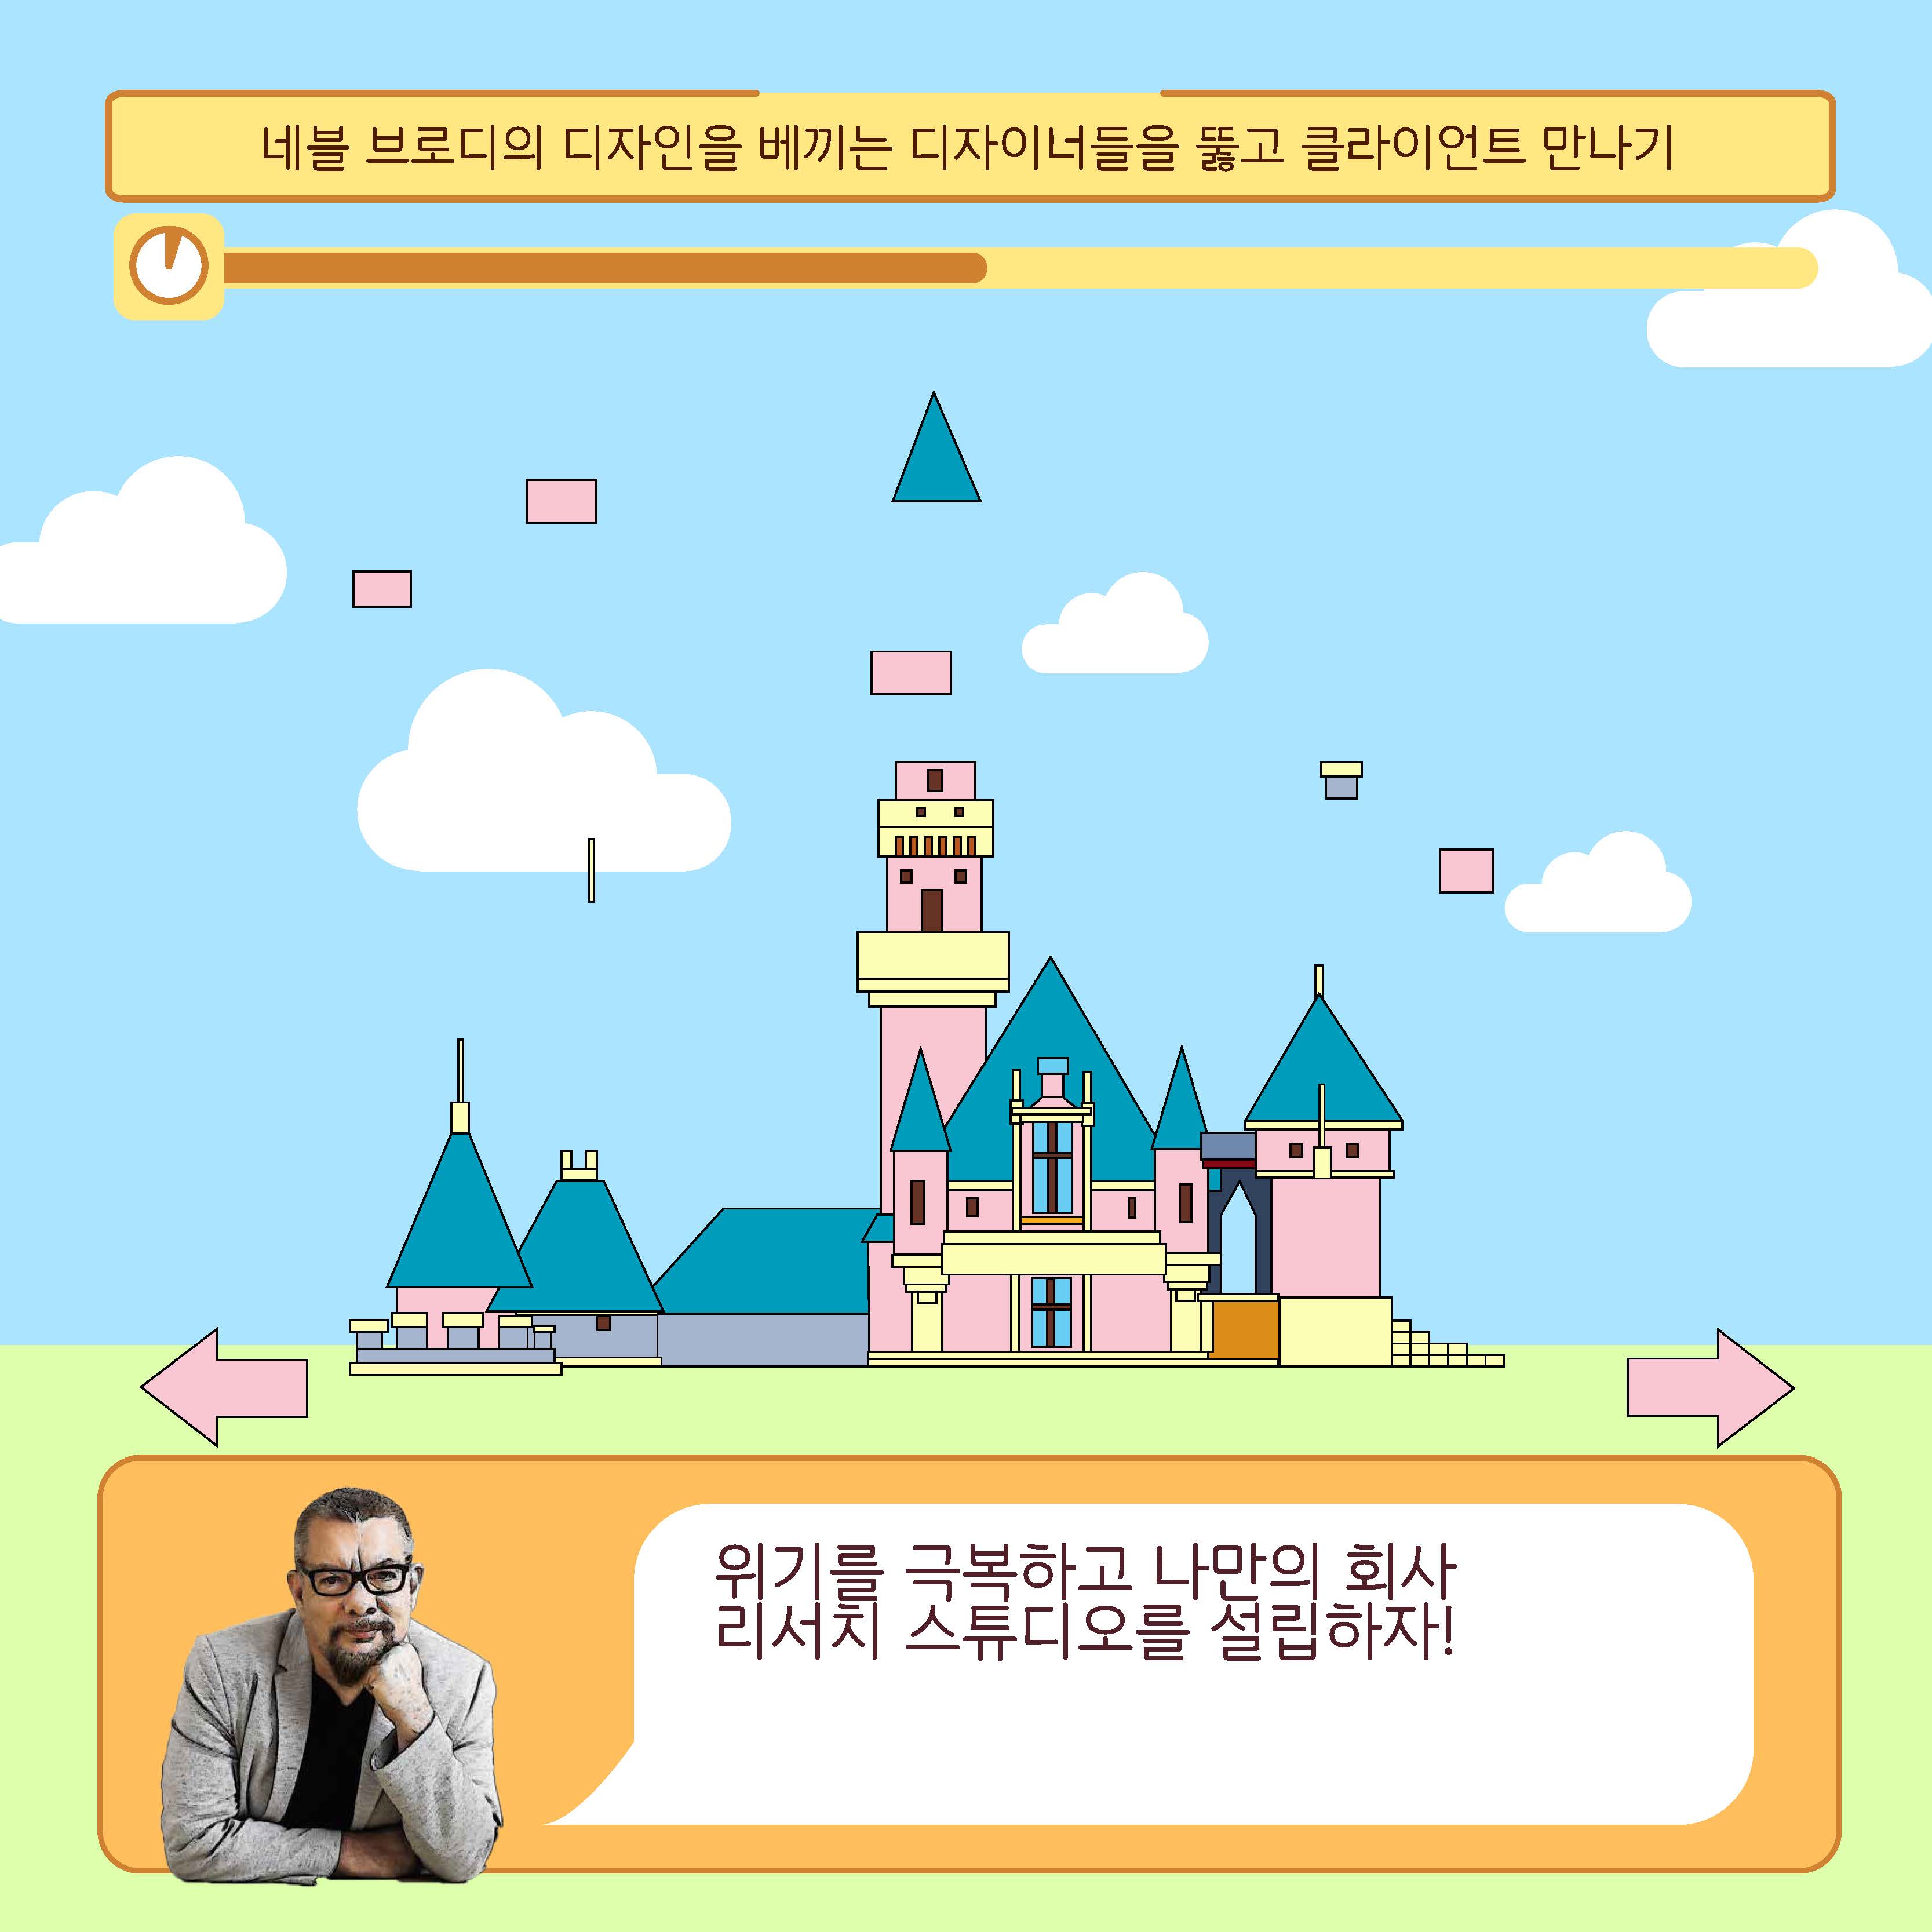 네블 브로디의 디자인을 베끼는 디자이너들을 뚫고 클라이언트 만나기
위기를 극복하고 나만의 회사
리서치 스튜디오를 설립하자!